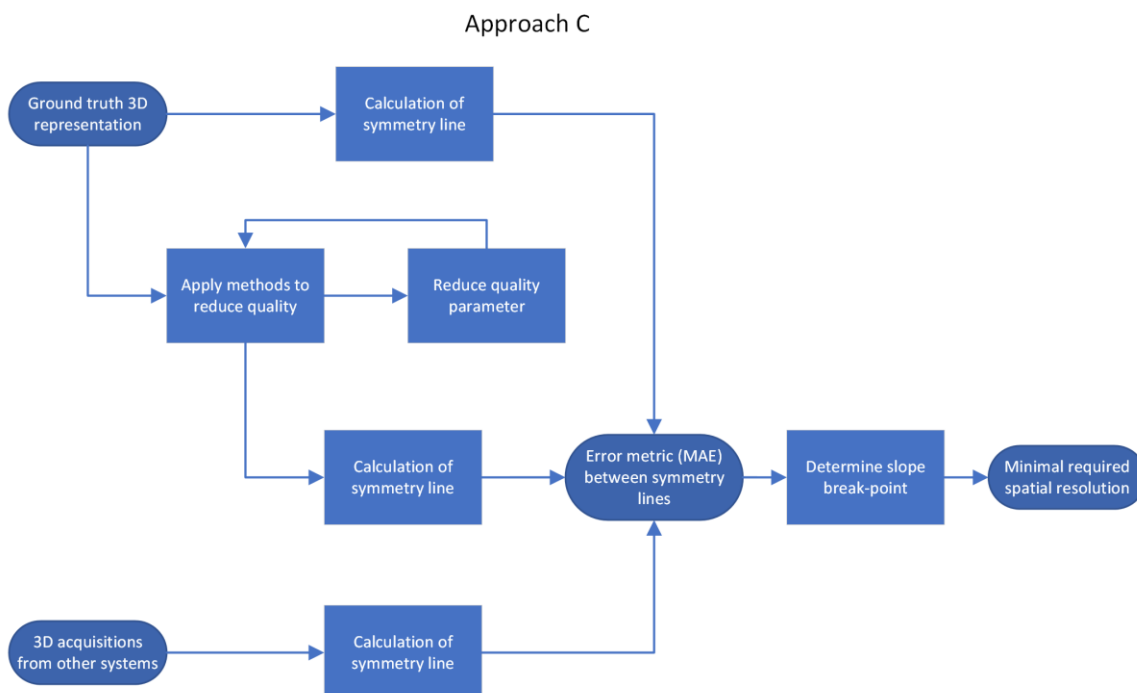 Approach C
Ground truth 3D
representation
Calculation of
symmetry line
Apply methods to
reduce quality
Reduce quality
parameter
Calculation of
symmetry line
Error metric (MAE)
between symmetry
lines
Determine slope
break-point
Minimal required
spatial resolution
3D acquisitions
from other systems
Calculation of
symmetry line